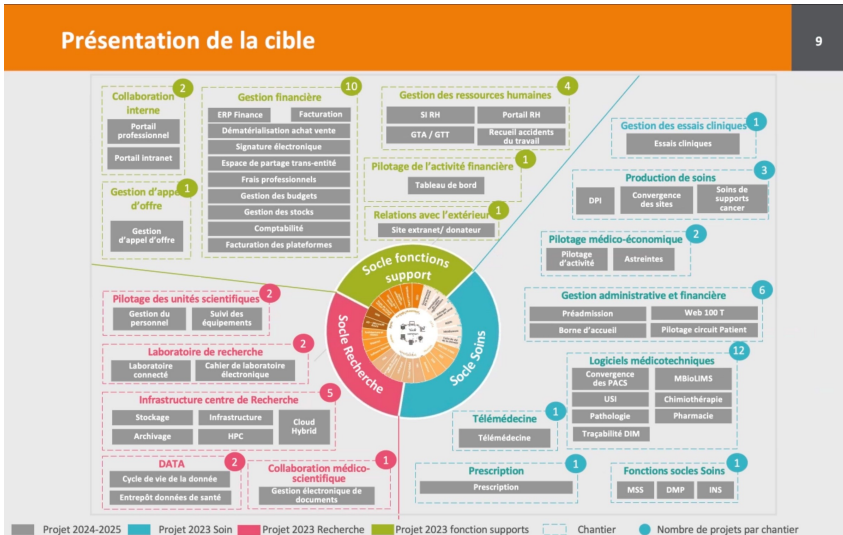 Présentation de la cible
9
Collaboration
interne
2
Portail
professionnel
Portail intranet
Gestion d'appel
d'offre
1
Gestion
d'appel d'offre
Gestion financière
10
ERP Finance
Facturation
Dématérialisation achat vente
Signature électronique
Espace de partage trans-entité
Frais professionnels
Gestion des budgets
Gestion des stocks
Comptabilité
Facturation des plateformes
Gestion des ressources humaines
4
SI RH
Portail RH
GTA / GTT
Recueil accidents
du travail
Pilotage de l'activité financière
1
Tableau de bord
Relations avec l'extérieur
1
Site extranet/ donateur
Gestion des essais cliniques
1
Essais cliniques
Production de soins
3
DPI
Convergence
des sites
Soins de
supports
cancer
Pilotage médico-économique
2
Pilotage
d'activité
Astreintes
Gestion administrative et financière
6
Préadmission
Web 100 T
Borne d'accueil
Pilotage circuit Patient
Logiciels médicotechniques
12
Convergence
des PACS
MBioLIMS
USI
Chimiothérapie
Pathologie
Pharmacie
Traçabilité DIM
Socle fonctions
support
Socle Recherche
Socle Soins
Pilotage des unités scientifiques
2
Gestion du
personnel
Suivi des
équipements
Laboratoire de recherche
2
Laboratoire
connecté
Cahier de laboratoire
électronique
Infrastructure centre de Recherche
5
Stockage
Infrastructure
Cloud
Hybrid
Archivage
HPC
DATA
2
Cycle de vie de la donnée
Entrepôt données de santé
Collaboration médico-
scientifique
1
Gestion électronique de
documents
Télémédecine
1
Télémédecine
Prescription
1
Prescription
Fonctions socles Soins
1
MSS
DMP
INS
Projet 2024-2025
Projet 2023 Soin
Projet 2023 Recherche
Projet 2023 fonction supports
Chantier
Nombre de projets par chantier